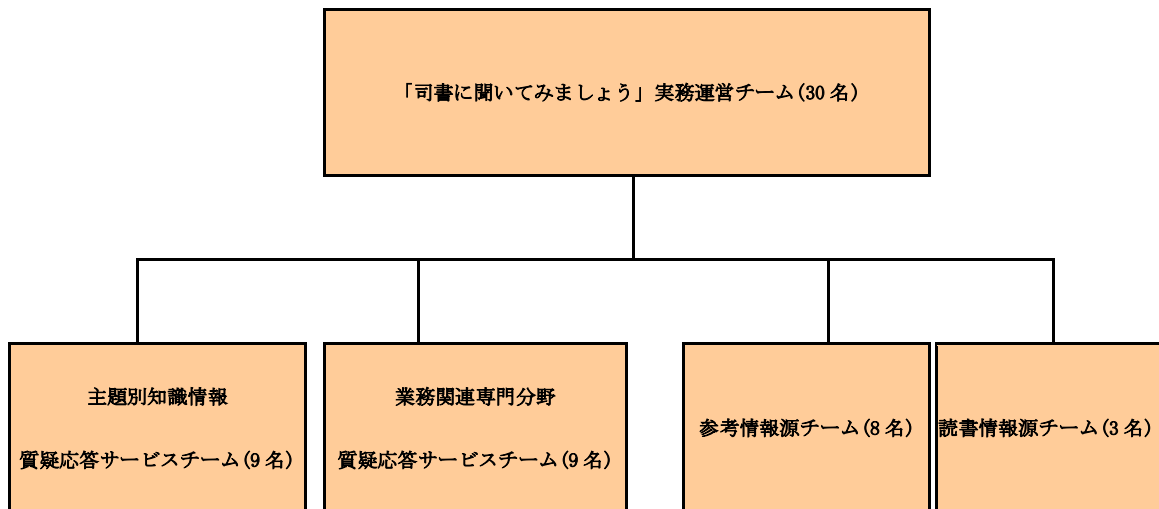 「司書に聞いてみましょう」実務運営チーム(30 名)
主題別知識情報
質疑応答サービスチーム(9 名)
業務関連専門分野
質疑応答サービスチーム(9 名)
参考情報源チーム(8 名)
読書情報源チーム(3 名)